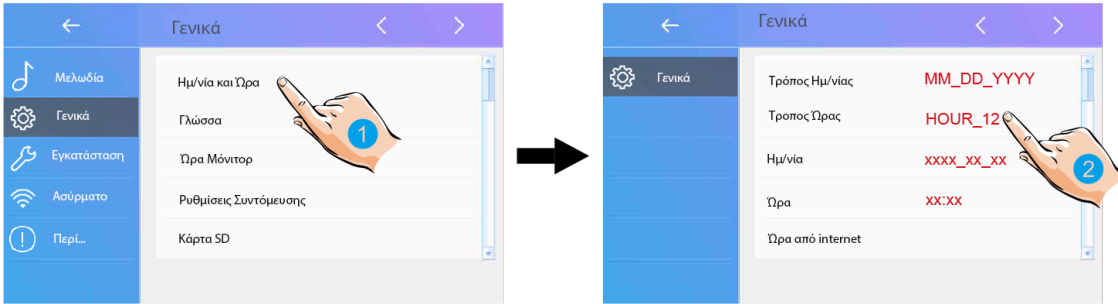 Γενικά
Μελωδία
Γενικά
Εγκατάσταση
Ασύρματο
Περί...
Ημ/νία και Ώρα
Γλώσσα
Ώρα Μόνιτορ
Ρυθμίσεις Συντόμευσης
Κάρτα SD
1
Γενικά
Γενικά
Τρόπος Ημ/νίας MM_DD_YYYY
Τροπος Ώρας HOUR_12
Ημ/νία xxxx_xx_xx
Ώρα xx:xx
Ώρα από internet
2